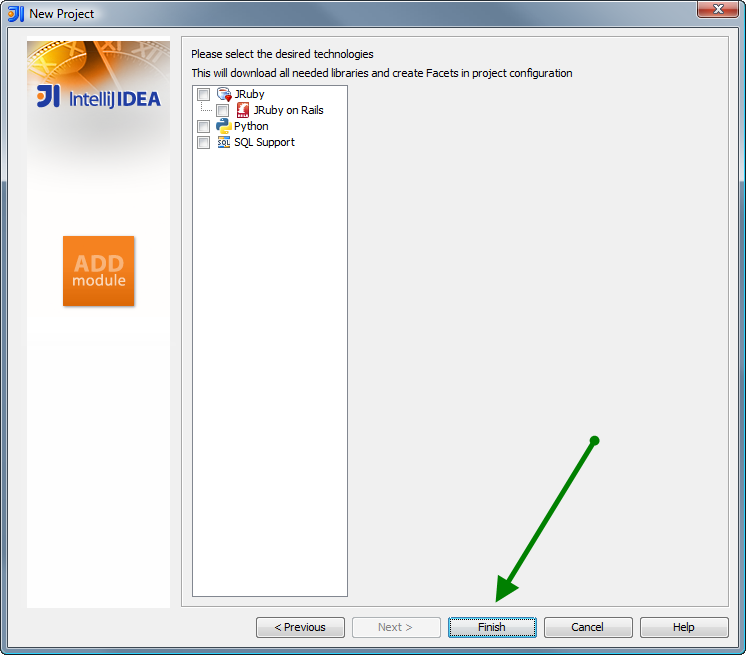 New Project
IntelliJ IDEA
ADD
module
Please select the desired technologies
This will download all needed libraries and create Facets in project configuration
JRuby
JRuby on Rails
Python
SQL Support
< Previous
Next >
Finish
Cancel
Help